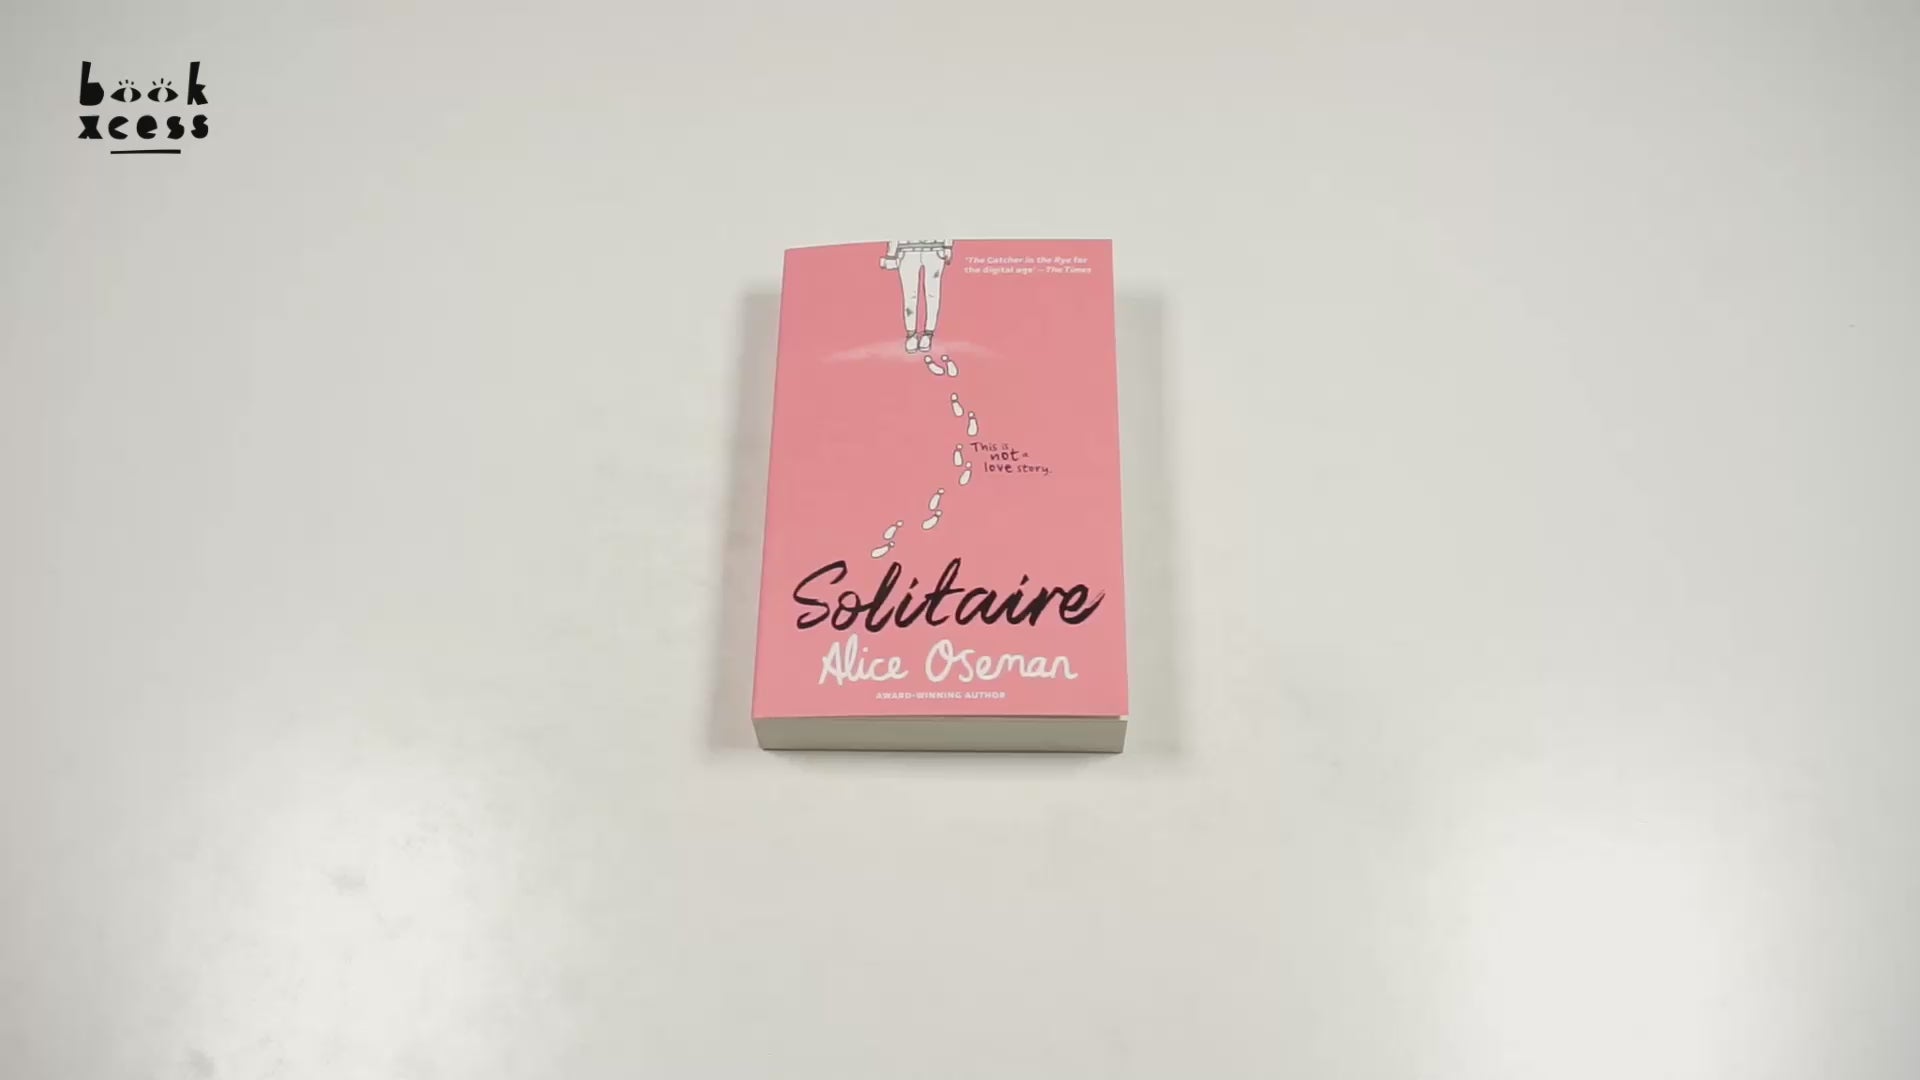 book
xcess
'The Catcher in the Rye for
the digital age' – The Times
This is
not a
love story.
Solitaire
Alice Oseman
AWARD-WINNING AUTHOR